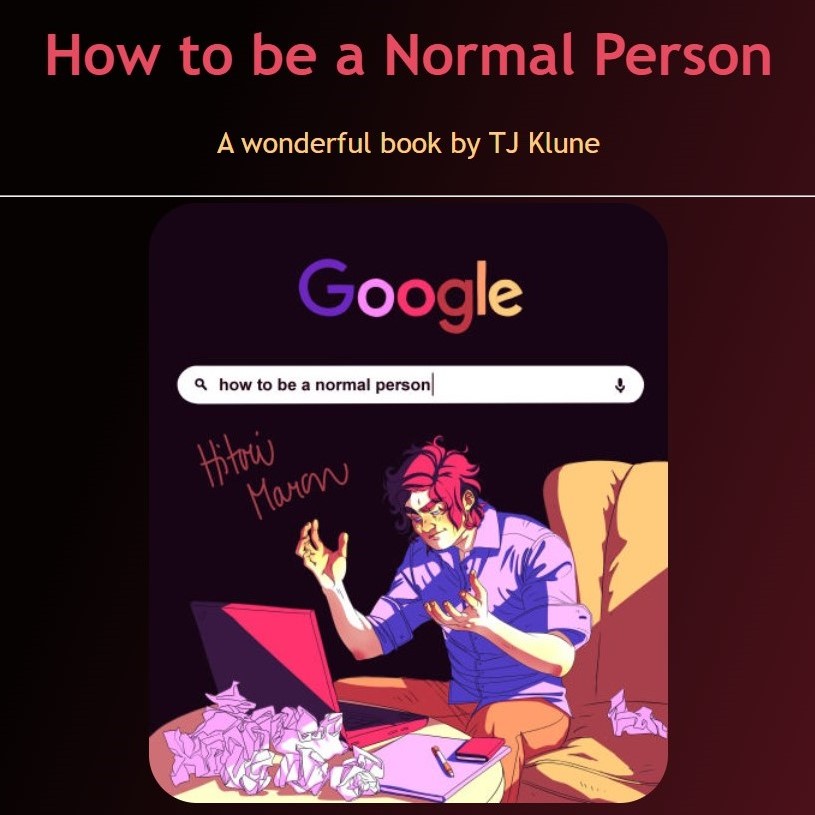 How to be a Normal Person
A wonderful book by TJ Klune
Google
how to be a normal person
Hitori
Maron